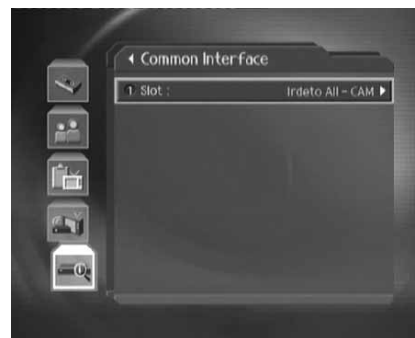 Common Interface
1 Slot : Irdeto All - CAM